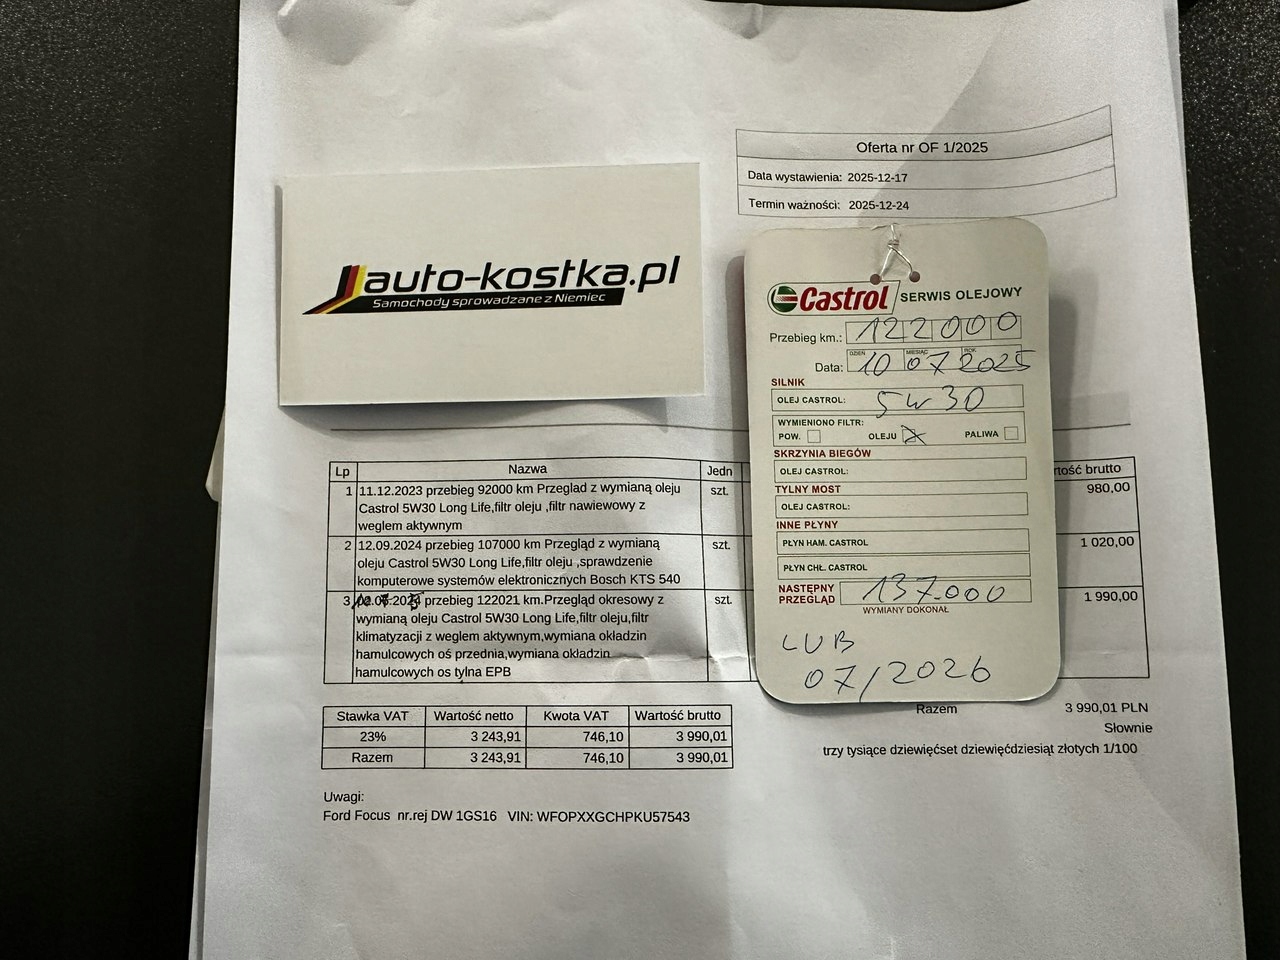 Oferta nr OF 1/2025
Data wystawienia: 2025-12-17
Termin ważności: 2025-12-24
auto-kostka.pl
Samochody sprowadzane z Niemiec
Castrol SERWIS OLEJOWY
Przebieg km.: 122000
DZIEŃ MIESIĄC ROK
Data: 10 07 2025
SILNIK
OLEJ CASTROL: 5w30
WYMIENIONO FILTR:
POW. OLEJU PALIWA
SKRZYNIA BIEGÓW
OLEJ CASTROL:
TYLNY MOST
OLEJ CASTROL:
INNE PŁYNY
PŁYN HAM. CASTROL
PŁYN CHŁ. CASTROL
NASTĘPNY PRZEGLĄD 137.000
WYMIANY DOKONAŁ
LUB
07/2026
Lp Nazwa Jedn rtość brutto
1 11.12.2023 przebieg 92000 km Przeglad z wymianą oleju szt. 980,00
Castrol 5W30 Long Life,filtr oleju ,filtr nawiewowy z
weglem aktywnym
2 12.09.2024 przebieg 107000 km Przegląd z wymianą szt. 1 020,00
oleju Castrol 5W30 Long Life,filtr oleju ,sprawdzenie
komputerowe systemów elektronicznych Bosch KTS 540
3 przebieg 122021 km.Przegląd okresowy z szt. 1 990,00
wymianą oleju Castrol 5W30 Long Life,filtr oleju,filtr
klimatyzacji z weglem aktywnym,wymiana okładzin
hamulcowych oś przednia,wymiana okładzin
hamulcowych os tylna EPB
Razem 3 990,01 PLN
Słownie
trzy tysiące dziewięćset dziewięćdziesiąt złotych 1/100
Stawka VAT Wartość netto Kwota VAT Wartość brutto
23% 3 243,91 746,10 3 990,01
Razem 3 243,91 746,10 3 990,01
Uwagi:
Ford Focus nr.rej DW 1GS16 VIN: WFOPXXGCHPKU57543